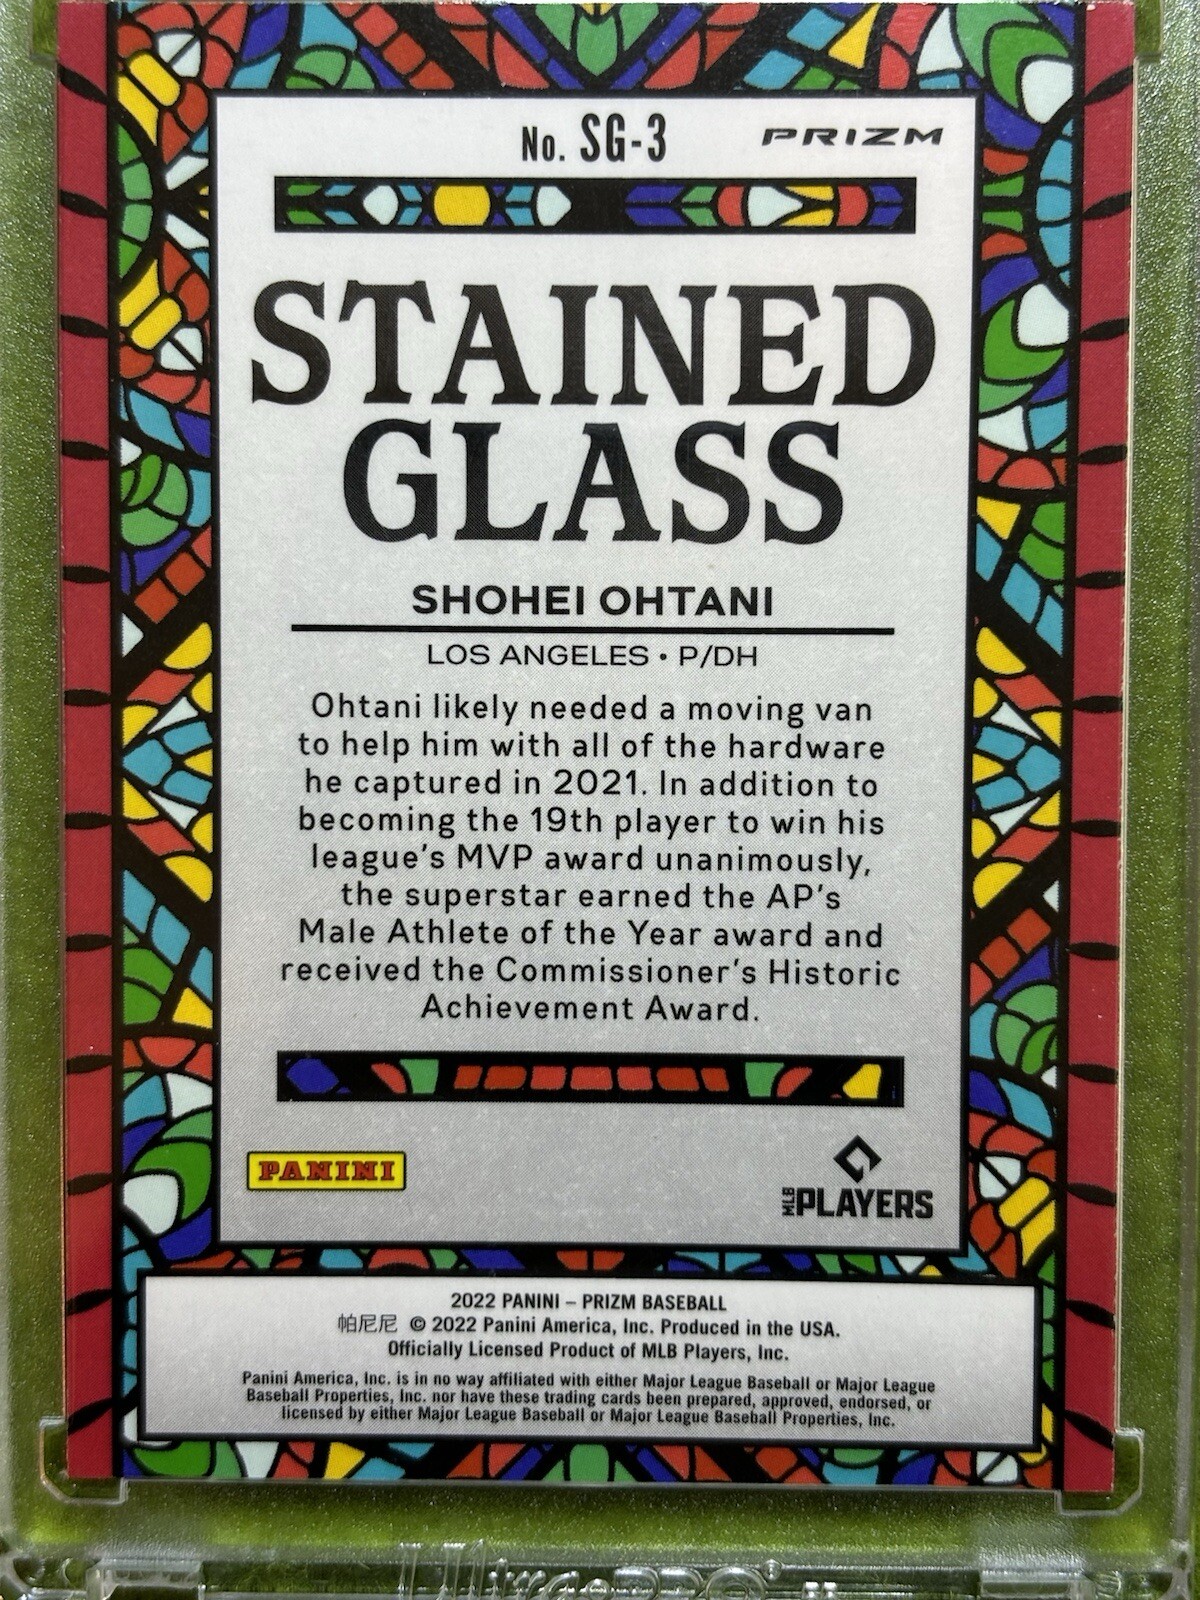 No. SG-3
PRIZM
STAINED
GLASS
SHOHEI OHTANI
LOS ANGELES • P/DH
Ohtani likely needed a moving van
to help him with all of the hardware
he captured in 2021. In addition to
becoming the 19th player to win his
league's MVP award unanimously,
the superstar earned the AP's
Male Athlete of the Year award and
received the Commissioner's Historic
Achievement Award.
PANINI
MLB PLAYERS
2022 PANINI – PRIZM BASEBALL
帕尼尼 © 2022 Panini America, Inc. Produced in the USA.
Officially Licensed Product of MLB Players, Inc.
Panini America, Inc. is in no way affiliated with either Major League Baseball or Major League
Baseball Properties, Inc. nor have these trading cards been prepared, approved, endorsed, or
licensed by either Major League Baseball or Major League Baseball Properties, Inc.
Ultra PRO